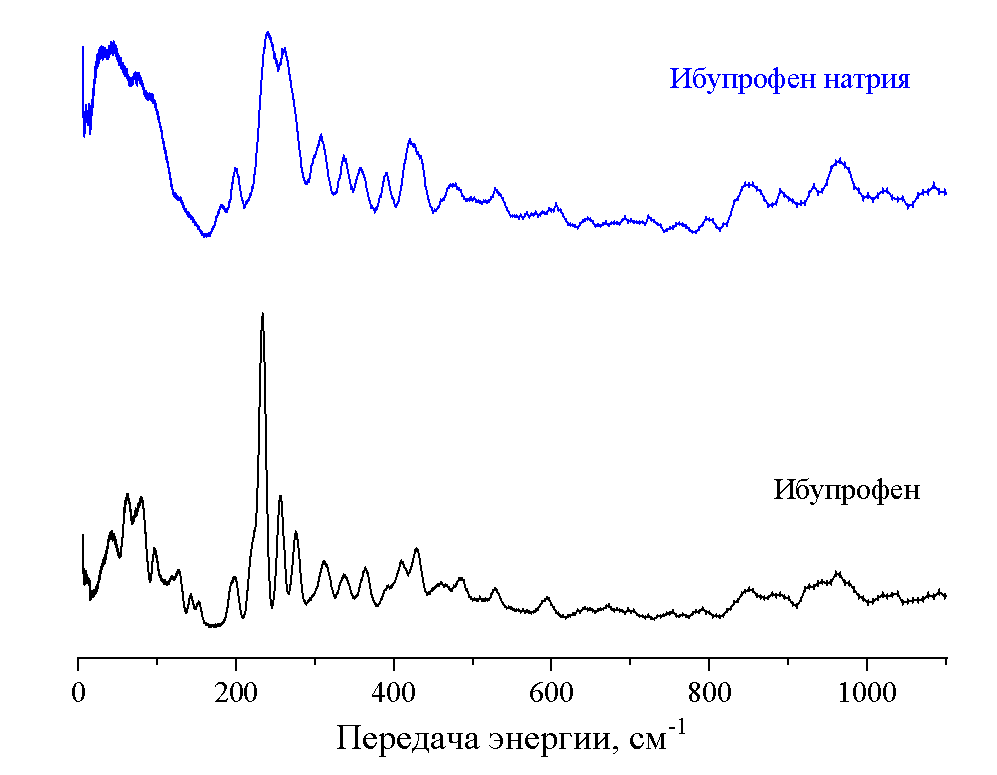 Ибупрофен натрия
Ибупрофен
0 200 400 600 800 1000
Передача энергии, см⁻¹